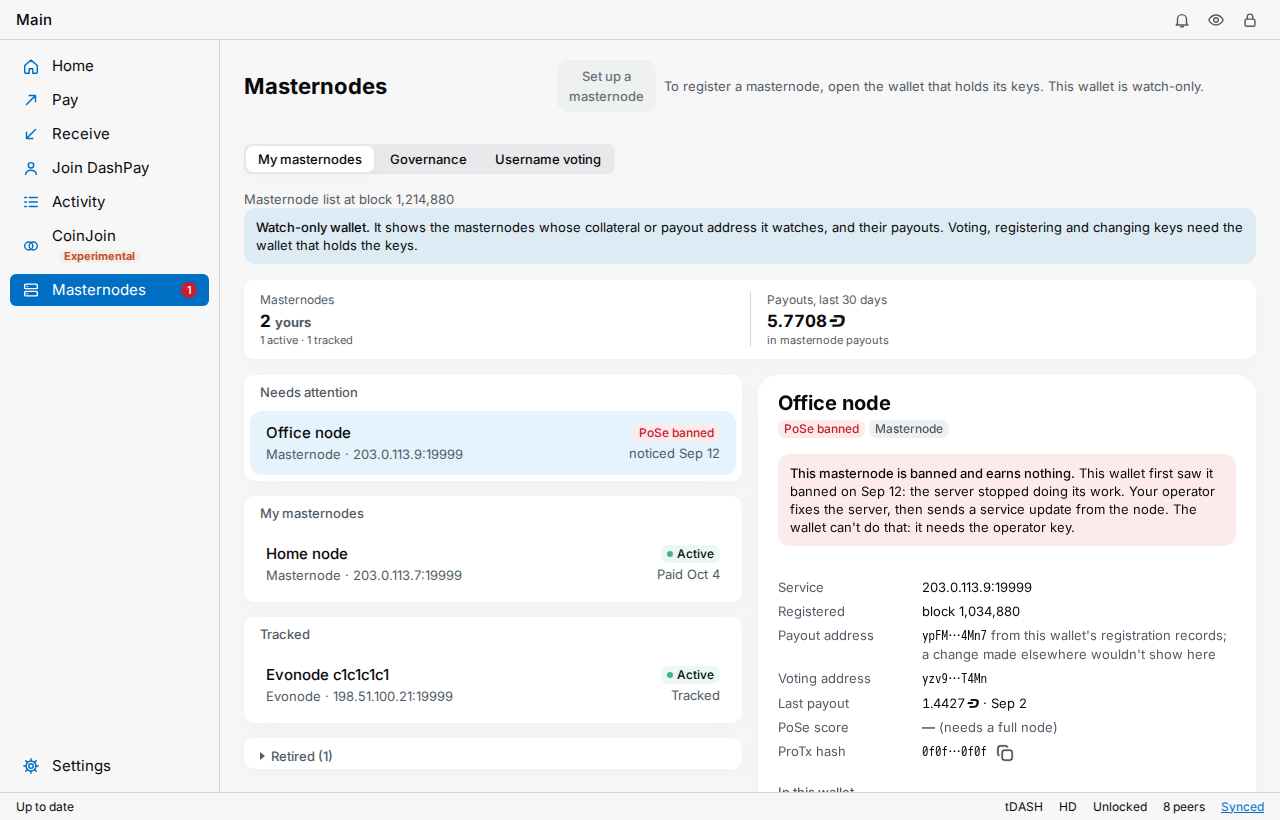 Main
Home
Pay
Receive
Join DashPay
Activity
CoinJoin
Experimental
Masternodes 1
Settings
Masternodes
Set up a
masternode
To register a masternode, open the wallet that holds its keys. This wallet is watch-only.
My masternodes Governance Username voting
Masternode list at block 1,214,880
Watch-only wallet. It shows the masternodes whose collateral or payout address it watches, and their payouts. Voting, registering and changing keys need the
wallet that holds the keys.
Masternodes
2 yours
1 active · 1 tracked
Payouts, last 30 days
5.7708
in masternode payouts
Needs attention
Office node PoSe banned
Masternode · 203.0.113.9:19999 noticed Sep 12
My masternodes
Home node Active
Masternode · 203.0.113.7:19999 Paid Oct 4
Tracked
Evonode c1c1c1c1 Active
Evonode · 198.51.100.21:19999 Tracked
Retired (1)
Office node
PoSe banned Masternode
This masternode is banned and earns nothing. This wallet first saw it
banned on Sep 12: the server stopped doing its work. Your operator
fixes the server, then sends a service update from the node. The
wallet can't do that: it needs the operator key.
Service 203.0.113.9:19999
Registered block 1,034,880
Payout address ypFM···4Mn7 from this wallet's registration records;
a change made elsewhere wouldn't show here
Voting address yzv9···T4Mn
Last payout 1.4427 · Sep 2
PoSe score — (needs a full node)
ProTx hash 0f0f···0f0f
In this wallet
Up to date
tDASH HD Unlocked 8 peers Synced